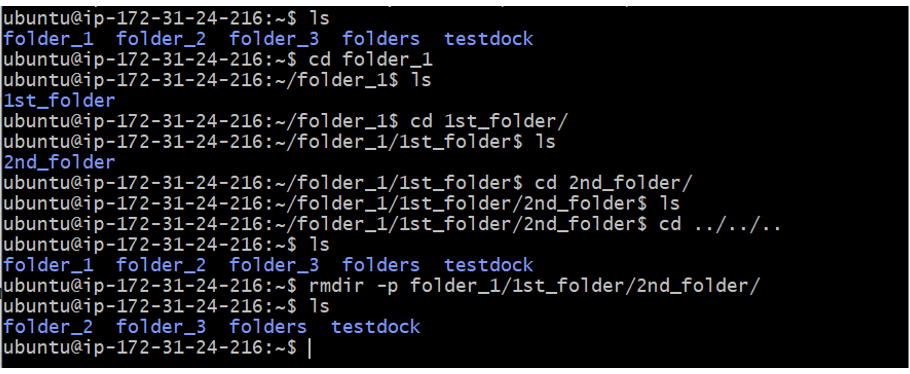 ubuntu@ip-172-31-24-216:~$ ls
folder_1  folder_2  folder_3  folders  testdock
ubuntu@ip-172-31-24-216:~$ cd folder_1
ubuntu@ip-172-31-24-216:~/folder_1$ ls
1st_folder
ubuntu@ip-172-31-24-216:~/folder_1$ cd 1st_folder/
ubuntu@ip-172-31-24-216:~/folder_1/1st_folder$ ls
2nd_folder
ubuntu@ip-172-31-24-216:~/folder_1/1st_folder$ cd 2nd_folder/
ubuntu@ip-172-31-24-216:~/folder_1/1st_folder/2nd_folder$ ls
ubuntu@ip-172-31-24-216:~/folder_1/1st_folder/2nd_folder$ cd ../../..
ubuntu@ip-172-31-24-216:~$ ls
folder_1  folder_2  folder_3  folders  testdock
ubuntu@ip-172-31-24-216:~$ rmdir -p folder_1/1st_folder/2nd_folder/
ubuntu@ip-172-31-24-216:~$ ls
folder_2  folder_3  folders  testdock
ubuntu@ip-172-31-24-216:~$